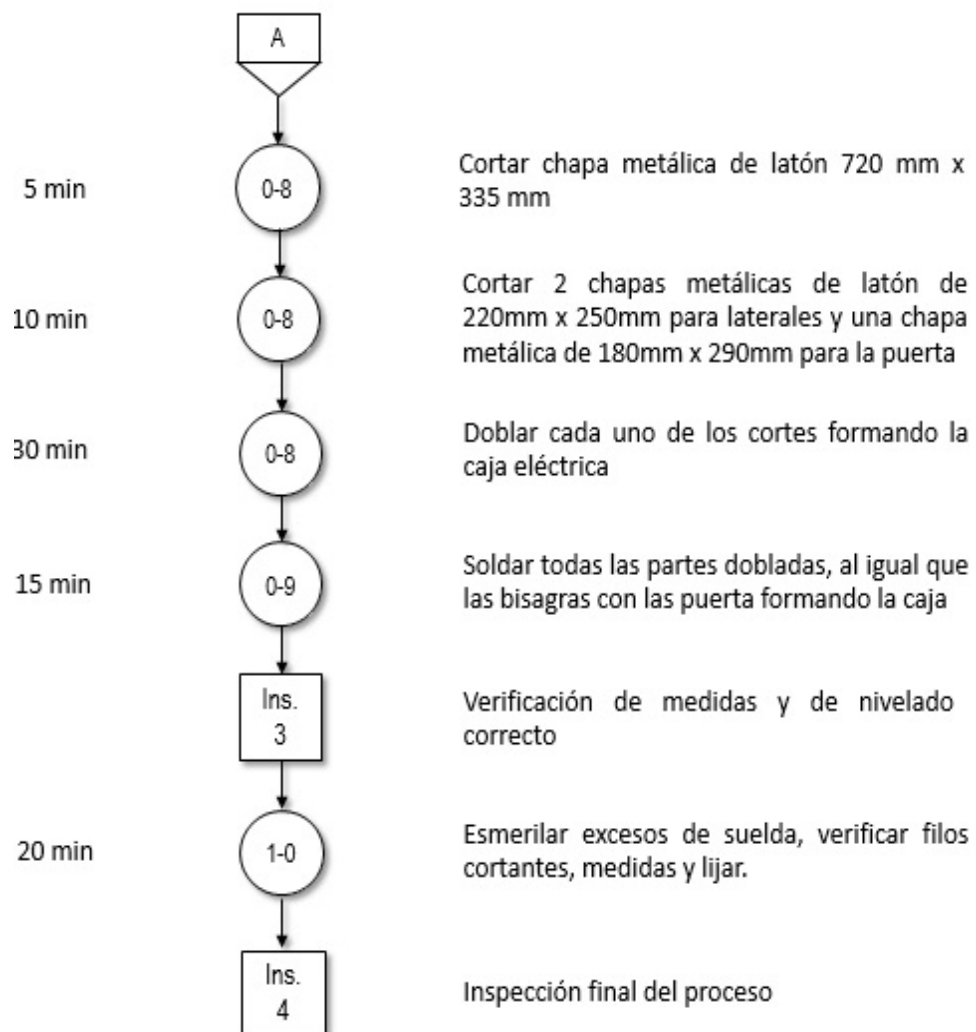 A
5 min
0-8
Cortar chapa metálica de latón 720 mm x
335 mm
10 min
0-8
Cortar 2 chapas metálicas de latón de
220mm x 250mm para laterales y una chapa
metálica de 180mm x 290mm para la puerta
30 min
0-8
Doblar cada uno de los cortes formando la
caja eléctrica
15 min
0-9
Soldar todas las partes dobladas, al igual que
las bisagras con las puerta formando la caja
Ins.
3
Verificación de medidas y de nivelado
correcto
20 min
1-0
Esmerilar excesos de suelda, verificar filos
cortantes, medidas y lijar.
Ins.
4
Inspección final del proceso